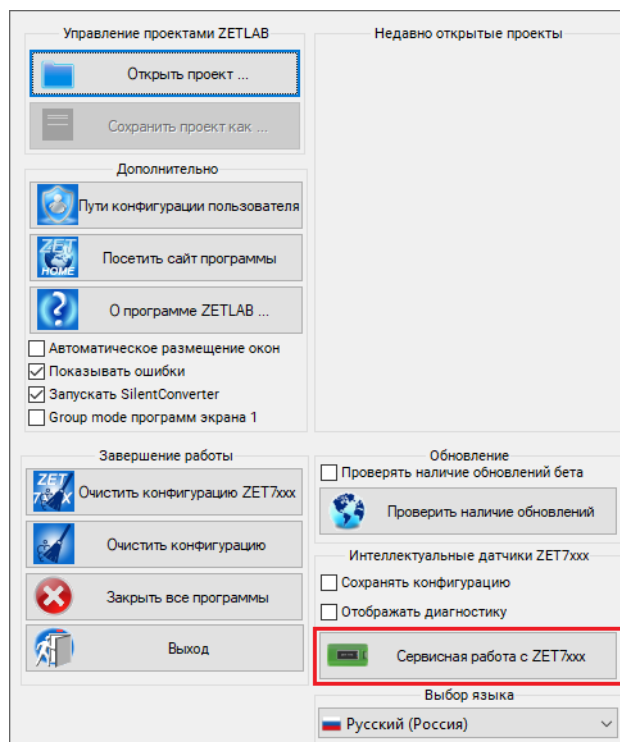 Управление проектами ZETLAB
Открыть проект ...
Сохранить проект как ...
Недавно открытые проекты
Дополнительно
Пути конфигурации пользователя
ZET
HOME
Посетить сайт программы
О программе ZETLAB ...
Автоматическое размещение окон
Показывать ошибки
Запускать SilentConverter
Group mode программ экрана 1
Завершение работы
ZET
Очистить конфигурацию ZET7xxx
Очистить конфигурацию
Закрыть все программы
Выход
Обновление
Проверять наличие обновлений бета
Проверить наличие обновлений
Интеллектуальные датчики ZET7xxx
Сохранять конфигурацию
Отображать диагностику
Сервисная работа с ZET7xxx
Выбор языка
Русский (Россия)